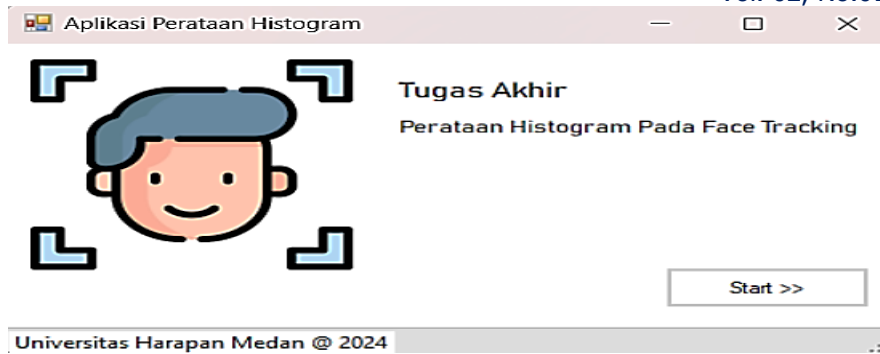 Aplikasi Perataan Histogram
Tugas Akhir
Perataan Histogram Pada Face Tracking
Start >>
Universitas Harapan Medan @ 2024